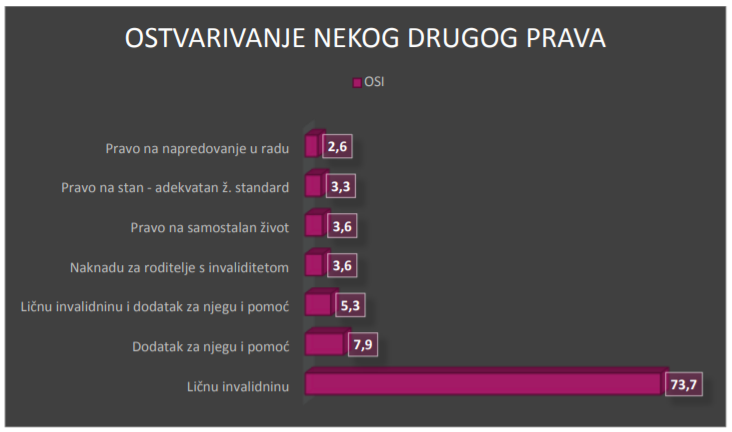 OSTVARIVANJE NEKOG DRUGOG PRAVA
OSI
Pravo na napredovanje u radu 2,6
Pravo na stan - adekvatan ž. standard 3,3
Pravo na samostalan život 3,6
Naknadu za roditelje s invaliditetom 3,6
Ličnu invalidninu i dodatak za njegu i pomoć 5,3
Dodatak za njegu i pomoć 7,9
Ličnu invalidninu 73,7